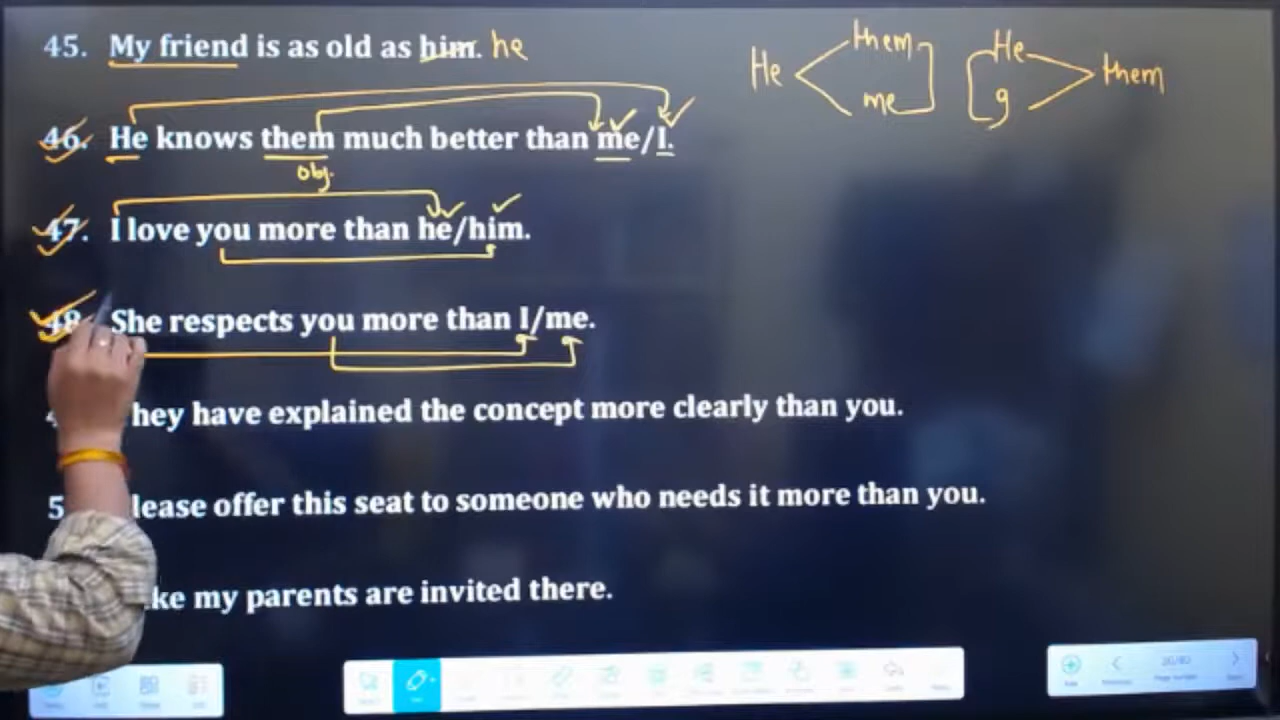 45. My friend is as old as him. he
He them me He g them
46. He knows them much better than me/I.
obj.
47. I love you more than he/him.
48. She respects you more than I/me.
hey have explained the concept more clearly than you.
5 lease offer this seat to someone who needs it more than you.
ke my parents are invited there.